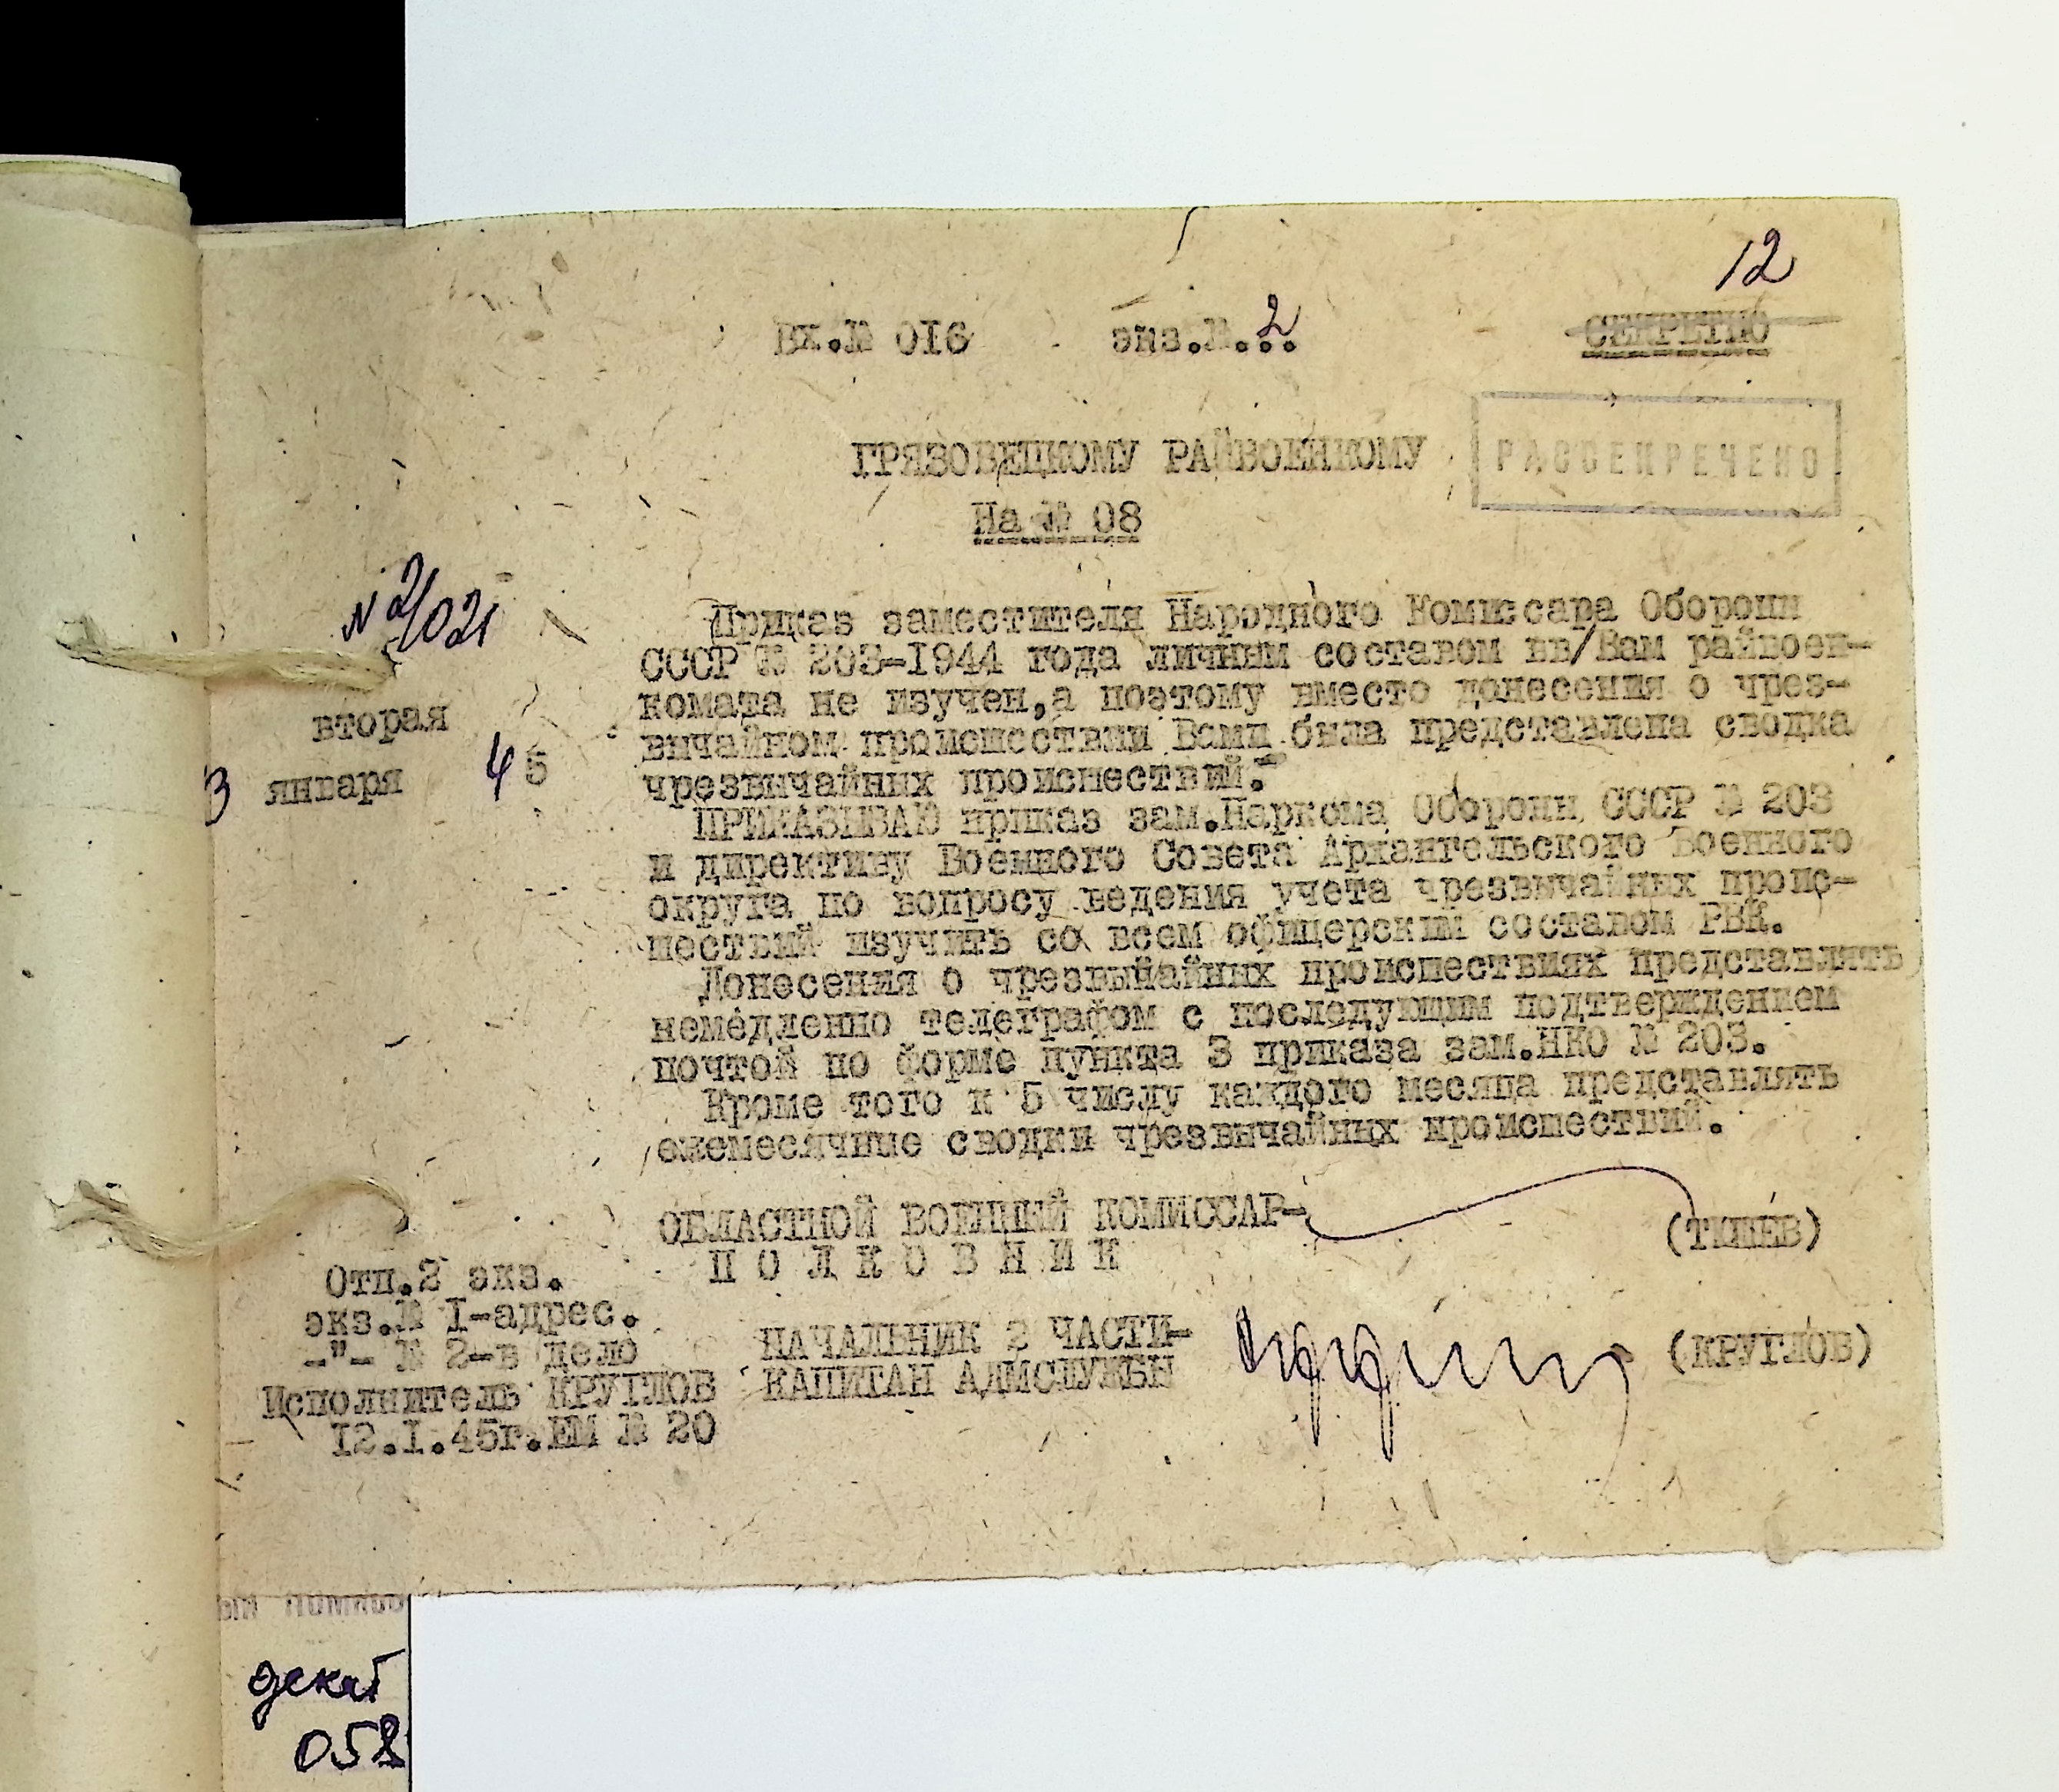 12
Вх.№ 016 экз.№ 2
СЕКРЕТНО
ГРЯЗОВЕЦКОМУ РАЙВОЕНКОМУ
РАССЕКРЕЧЕНО
На № 08
№ 2/021
вторая
3 января 45
Приказ заместителя Народного Комиссара Обороны
СССР № 203-1944 года личным составом вв/Вам райвоен-
комата не изучен,а поэтому вместо донесения о чрез-
вычайном происшествии Вами была представлена сводка
чрезвычайных происшествий.-
ПРИКАЗЫВАЮ приказ зам.Наркома Обороны СССР № 203
и директиву Военного Совета Архангельского Военного
округа по вопросу ведения учета чрезвычайных проис-
шествий изучить со всем офицерским составом РВК.
Донесения о чрезвычайных происшествиях представлять
немедленно телеграфом с последующим подтверждением
почтой по форме пункта 3 приказа зам.НКО № 203.
Кроме того к 5 числу каждого месяца представлять
ежемесячные сводки чрезвычайных происшествий.
ОБЛАСТНОЙ ВОЕННЫЙ КОМИССАР-
ПОЛКОВНИК
НАЧАЛЬНИК 2 ЧАСТИ-
КАПИТАН АДМСЛУЖБЫ
(КРУГЛОВ)
Отп.2 экз.
экз.№ I-адрес.
-"- № 2-в дело
Исполнитель КРУГЛОВ
12.I.45г. № 20
декаб
058